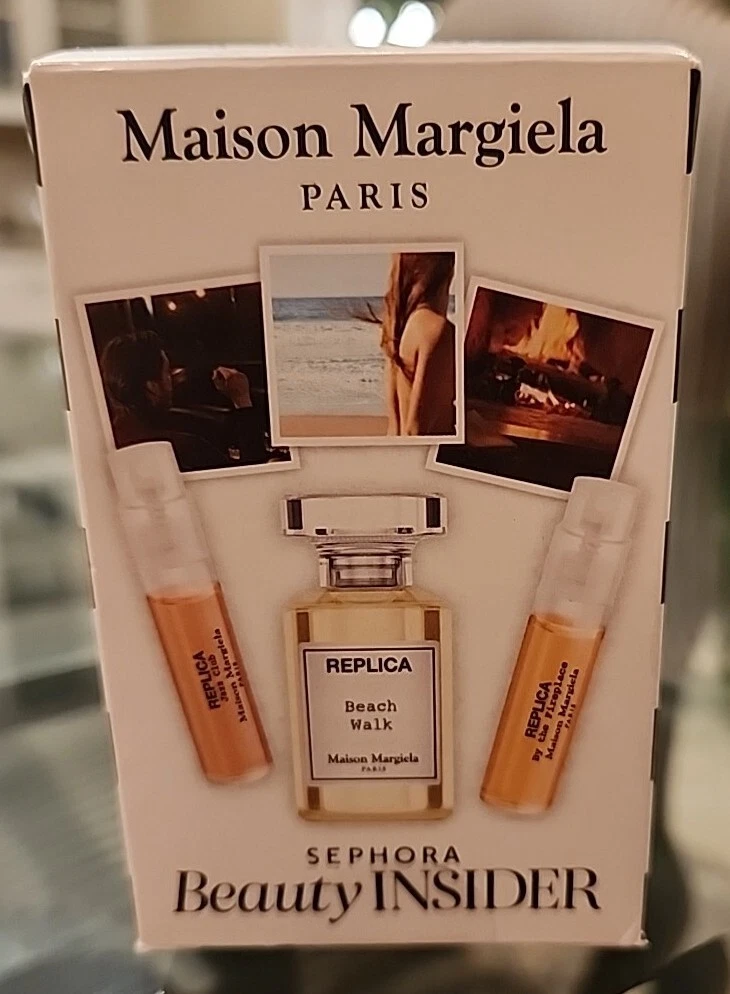 Maison Margiela
PARIS
REPLICA
Jazz Club
Maison Margiela
PARIS
REPLICA
Beach
Walk
Maison Margiela
PARIS
REPLICA
By the Fireplace
Maison Margiela
PARIS
SEPHORA
Beauty INSIDER